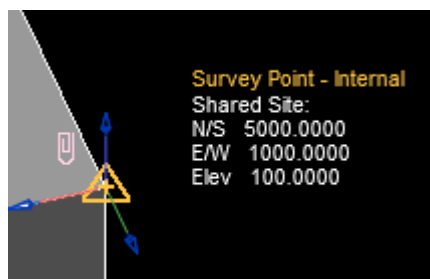 Survey Point - Internal
Shared Site:
N/S 5000.0000
E/W 1000.0000
Elev 100.0000